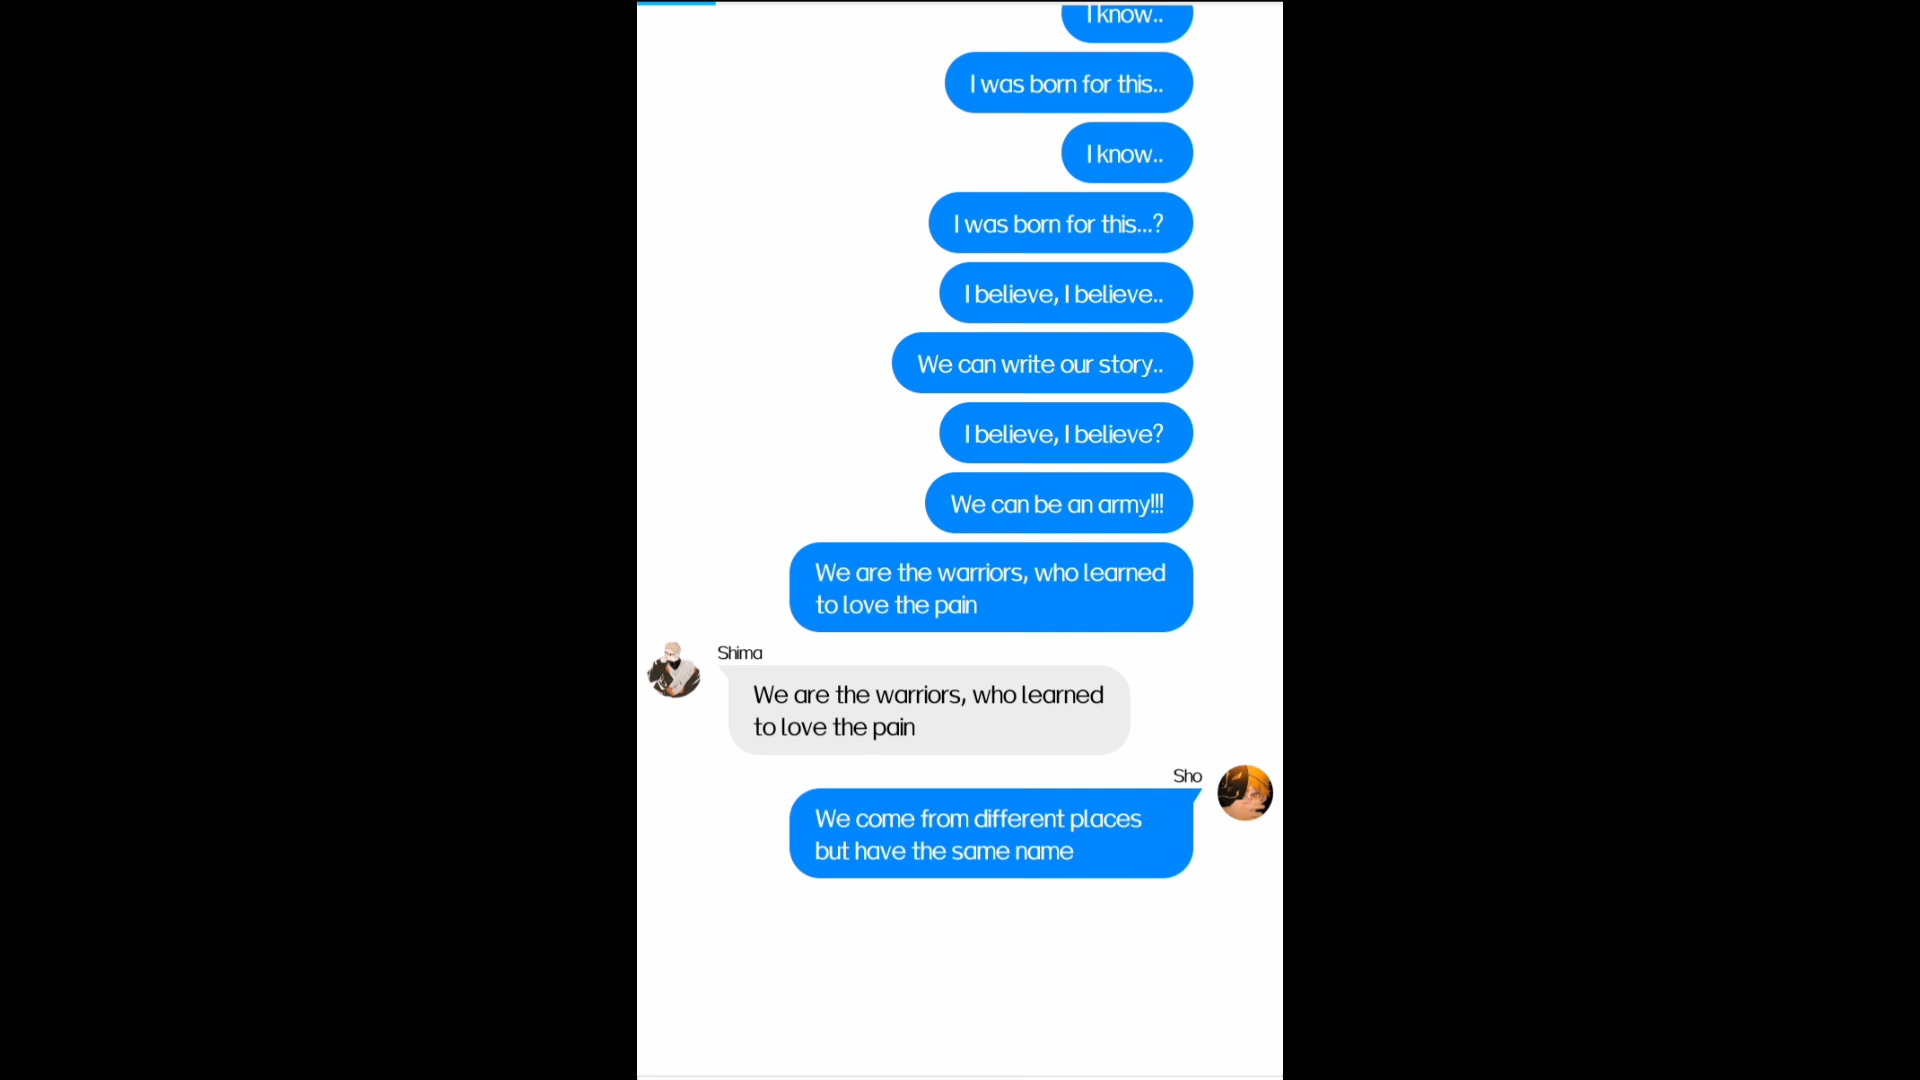 I know..
I was born for this..
I know..
I was born for this...?
I believe, I believe..
We can write our story..
I believe, I believe?
We can be an army!!!
We are the warriors, who learned
to love the pain
Shima
We are the warriors, who learned
to love the pain
Sho
We come from different places
but have the same name